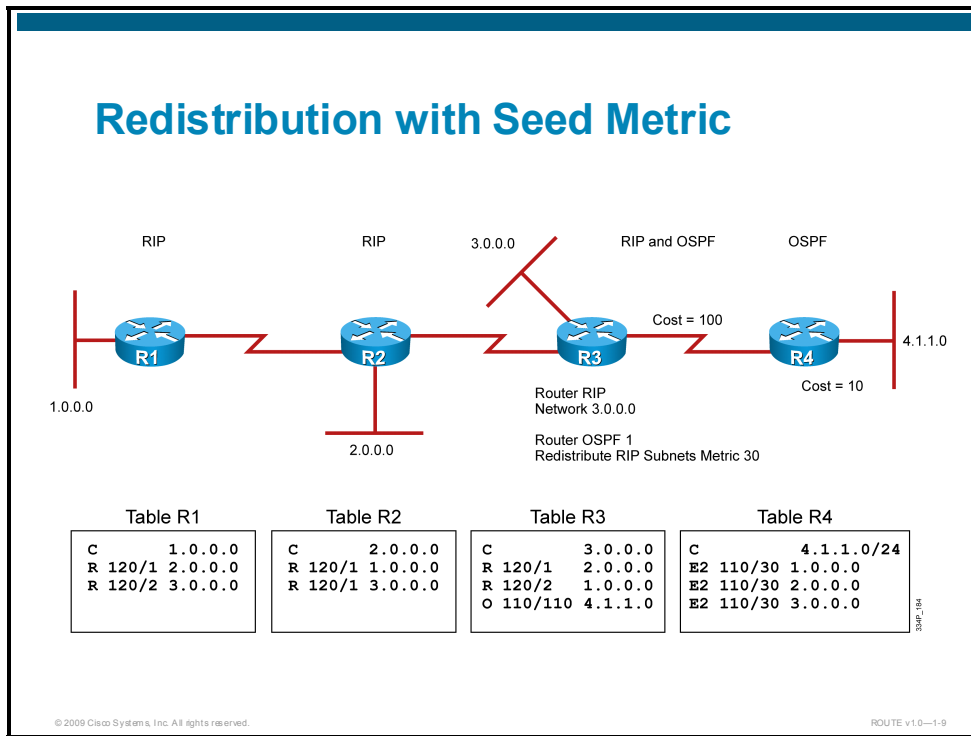 Redistribution with Seed Metric
RIP
RIP
3.0.0.0
RIP and OSPF
OSPF
Cost = 100
R1
R2
R3
R4
4.1.1.0
Cost = 10
1.0.0.0
2.0.0.0
Router RIP
Network 3.0.0.0
Router OSPF 1
Redistribute RIP Subnets Metric 30
Table R1
C 1.0.0.0
R 120/1 2.0.0.0
R 120/2 3.0.0.0
Table R2
C 2.0.0.0
R 120/1 1.0.0.0
R 120/1 3.0.0.0
Table R3
C 3.0.0.0
R 120/1 2.0.0.0
R 120/2 1.0.0.0
O 110/110 4.1.1.0
Table R4
C 4.1.1.0/24
E2 110/30 1.0.0.0
E2 110/30 2.0.0.0
E2 110/30 3.0.0.0
334P_184
© 2009 Cisco Systems, Inc. All rights reserved.
ROUTE v1.0—1-9